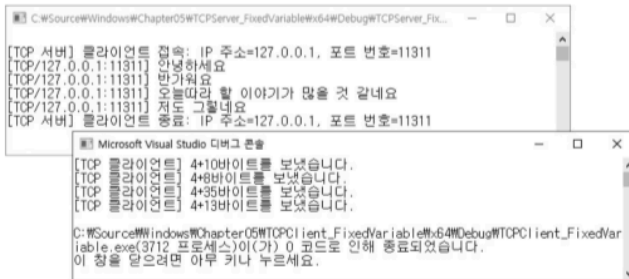 C:₩Source₩Windows₩Chapter05₩TCPServer_FixedVariable₩x64₩Debug₩TCPServer_Fix...
[TCP 서버] 클라이언트 접속: IP 주소=127.0.0.1, 포트 번호=11311
[TCP/127.0.0.1:11311] 안녕하세요
[TCP/127.0.0.1:11311] 반가워요
[TCP/127.0.0.1:11311] 오늘따라 할 이야기가 많을 것 같네요
[TCP/127.0.0.1:11311] 저도 그렇네요
[TCP 서버] 클라이언트 종료: IP 주소=127.0.0.1, 포트 번호=11311
Microsoft Visual Studio 디버그 콘솔
[TCP 클라이언트] 4+10바이트를 보냈습니다.
[TCP 클라이언트] 4+8바이트를 보냈습니다.
[TCP 클라이언트] 4+35바이트를 보냈습니다.
[TCP 클라이언트] 4+13바이트를 보냈습니다.
C:₩Source₩Windows₩Chapter05₩TCPClient_FixedVariable₩x64₩Debug₩TCPClient_FixedVar
iable.exe(3712 프로세스)이(가) 0 코드로 인해 종료되었습니다.
이 창을 닫으려면 아무 키나 누르세요.